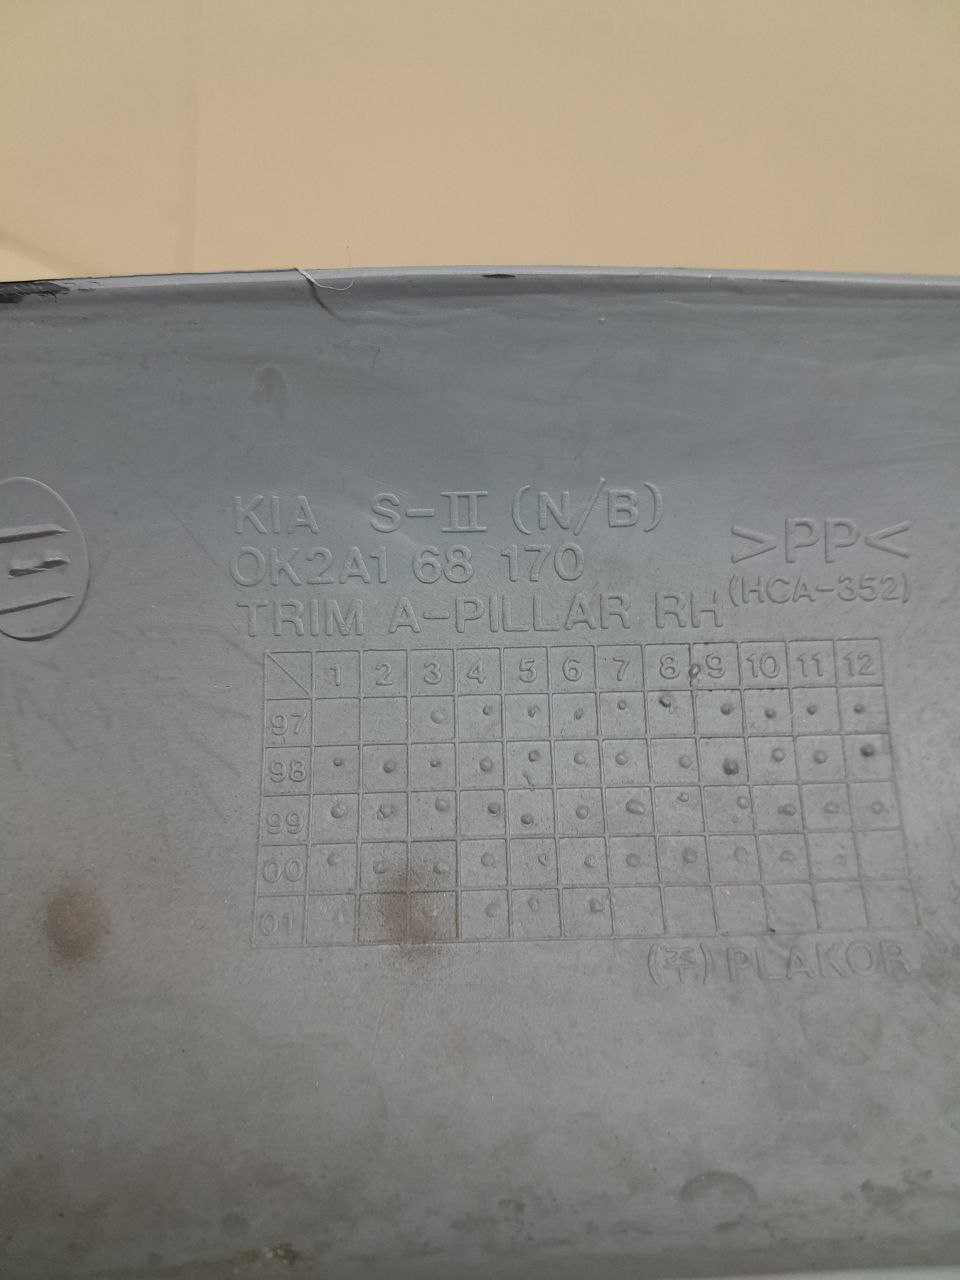 KIA S-II (N/B)
OK2A1 68 170
TRIM A-PILLAR RH
>PP<
(HCA-352)
1 2 3 4 5 6 7 8 9 10 11 12
97
98
99
00
01
(주) PLAKOR